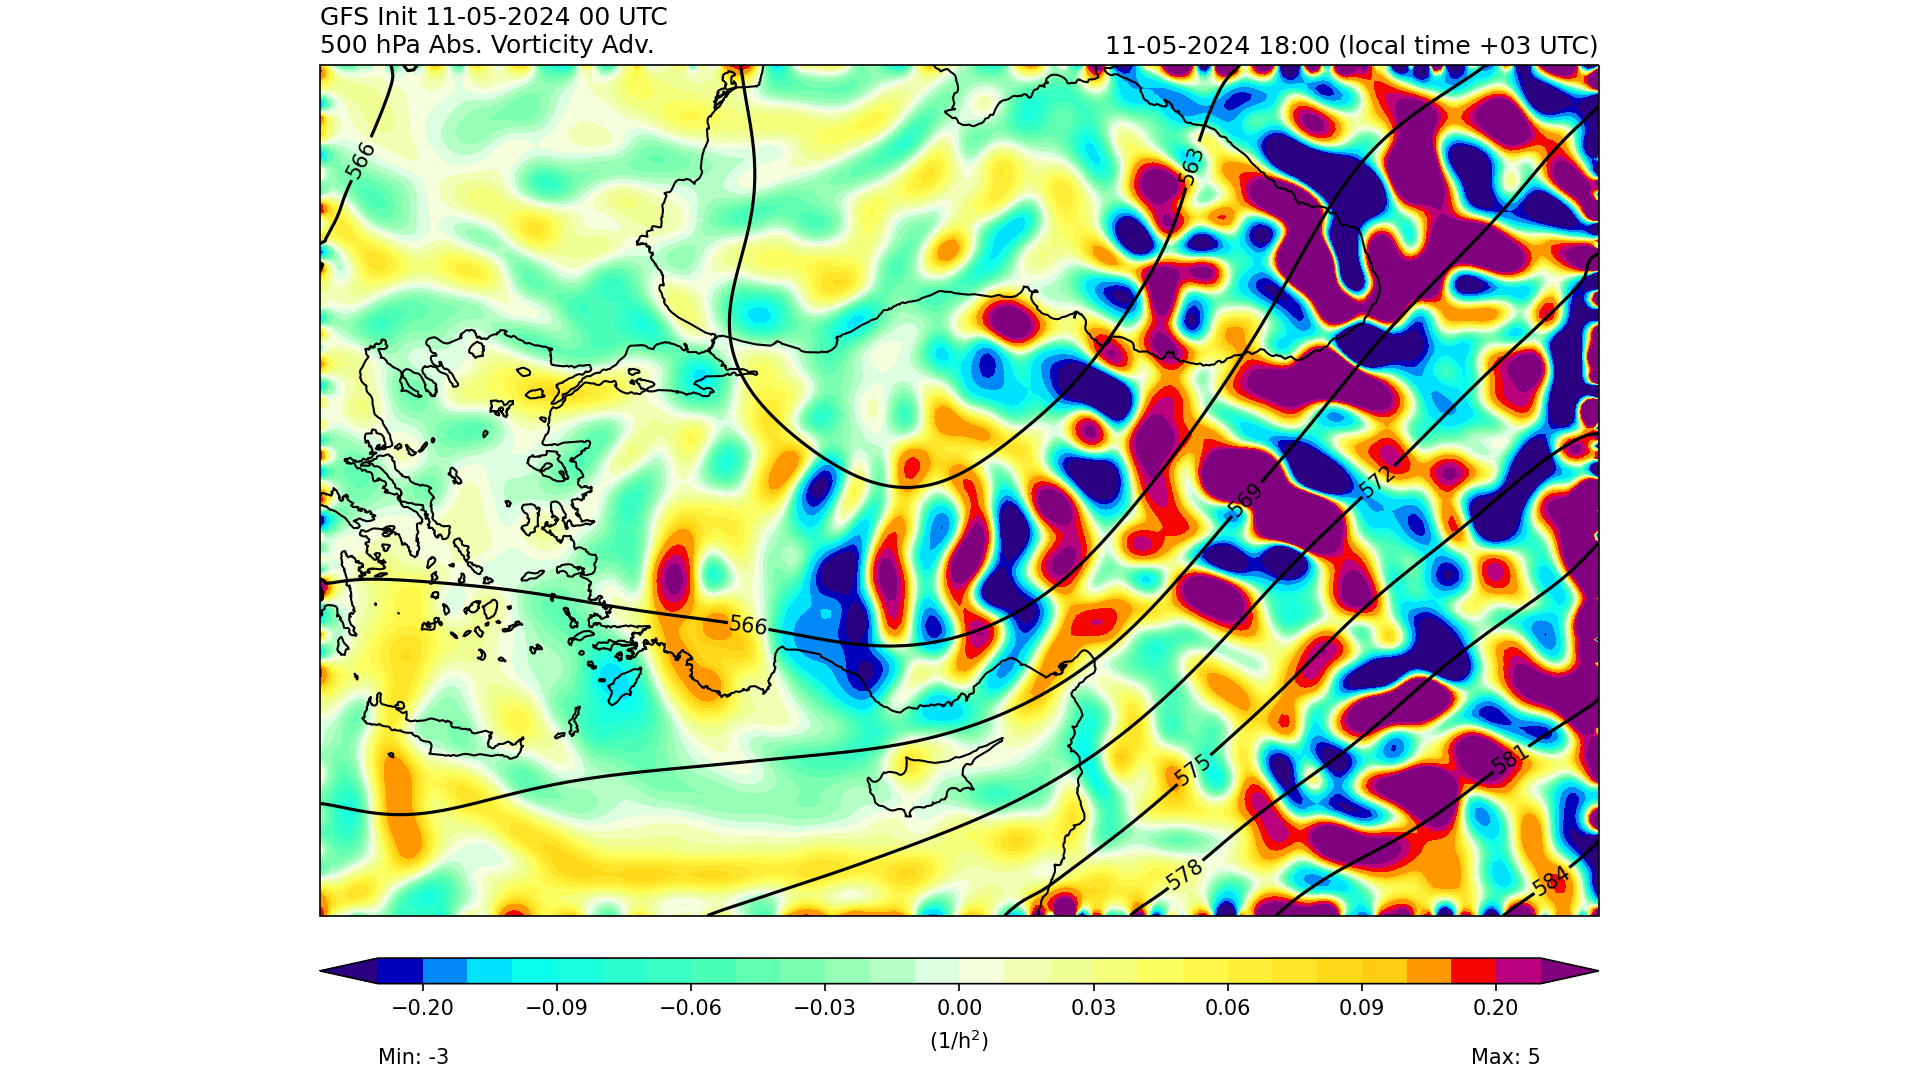 GFS Init 11-05-2024 00 UTC
500 hPa Abs. Vorticity Adv.
11-05-2024 18:00 (local time +03 UTC)
566
563
569
572
566
575
581
578
584
−0.20 −0.09 −0.06 −0.03 0.00 0.03 0.06 0.09 0.20
(1/h²)
Min: -3
Max: 5